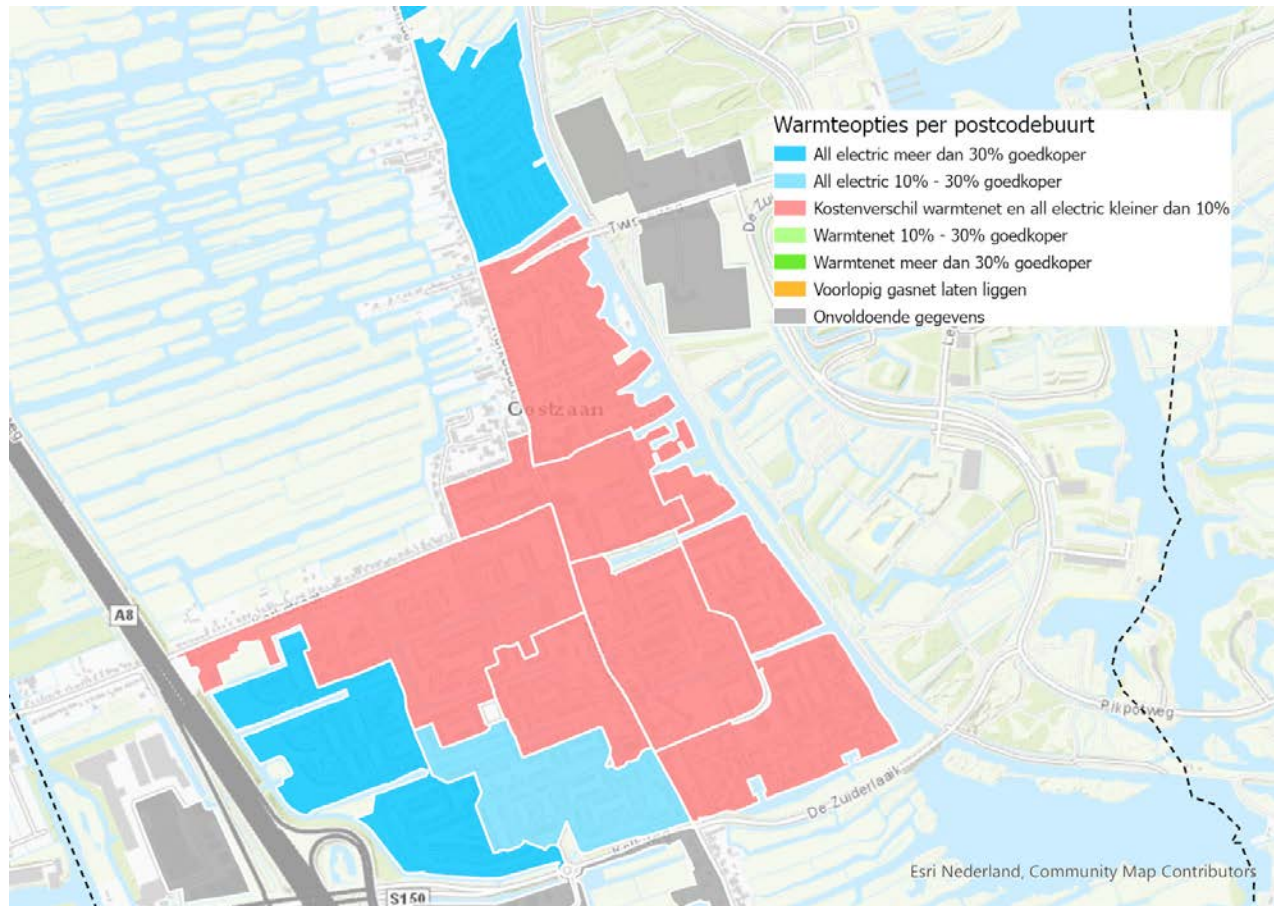 Warmteopties per postcodebuurt
All electric meer dan 30% goedkoper
All electric 10% - 30% goedkoper
Kostenverschil warmtenet en all electric kleiner dan 10%
Warmtenet 10% - 30% goedkoper
Warmtenet meer dan 30% goedkoper
Voorlopig gasnet laten liggen
Onvoldoende gegevens
Oostzaan
A8
Pikpotweg
De Zuiderlaaik
Esri Nederland, Community Map Contributors
S150